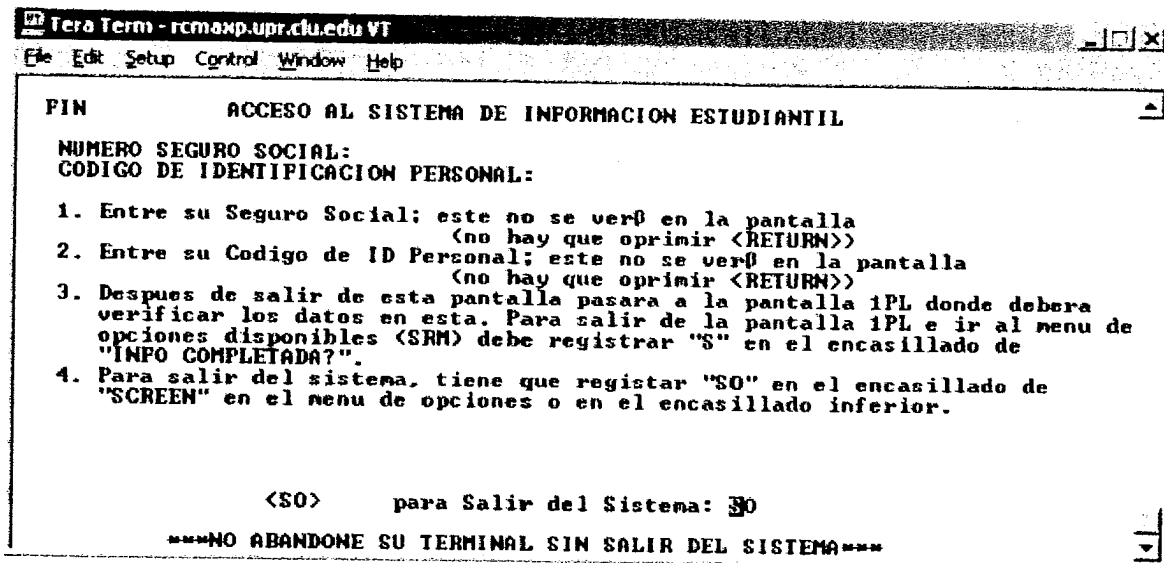 Tera Term - rcmaxp.upr.clu.edu VT
File Edit Setup Control Window Help
PIN ACCESO AL SISTEMA DE INFORMACION ESTUDIANTIL
NUMERO SEGURO SOCIAL:
CODIGO DE IDENTIFICACION PERSONAL:
1. Entre su Seguro Social; este no se verß en la pantalla
(no hay que oprimir <RETURN>)
2. Entre su Codigo de ID Personal; este no se verß en la pantalla
(no hay que oprimir <RETURN>)
3. Despues de salir de esta pantalla pasara a la pantalla 1PL donde debera
verificar los datos en esta. Para salir de la pantalla 1PL e ir al menu de
opciones disponibles (SRM) debe registrar "S" en el encasillado de
"INFO COMPLETADA?".
4. Para salir del sistema, tiene que registar "SO" en el encasillado de
"SCREEN" en el menu de opciones o en el encasillado inferior.
<SO> para Salir del Sistema: SO
***NO ABANDONE SU TERMINAL SIN SALIR DEL SISTEMA***